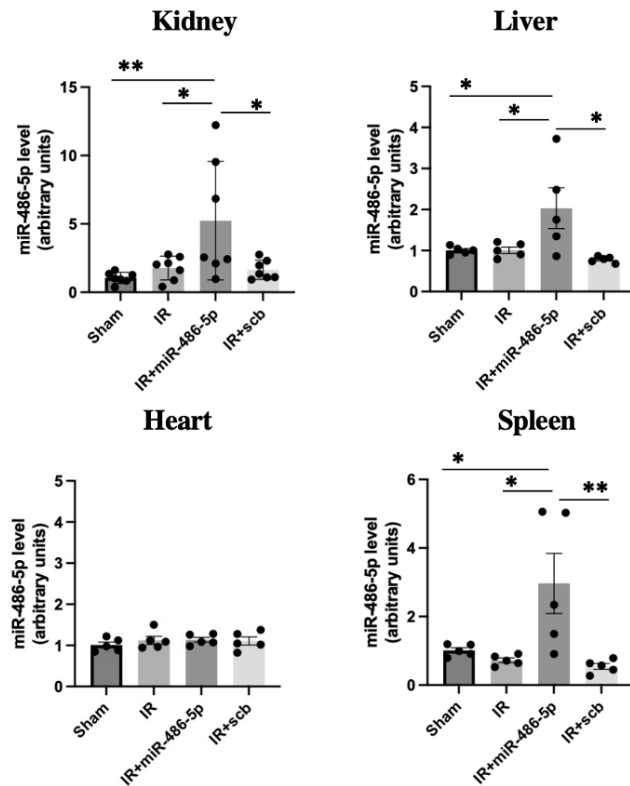 Kidney
miR-486-5p level
(arbitrary units)
15
10
5
0
**
*
*
Sham
IR
IR+miR-486-5p
IR+scb
Liver
miR-486-5p level
(arbitrary units)
5
4
3
2
1
0
*
*
*
Sham
IR
IR+miR-486-5p
IR+scb
Heart
miR-486-5p level
(arbitrary units)
5
4
3
2
1
0
Sham
IR
IR+miR-486-5p
IR+scb
Spleen
miR-486-5p level
(arbitrary units)
6
4
2
0
*
*
**
Sham
IR
IR+miR-486-5p
IR+scb